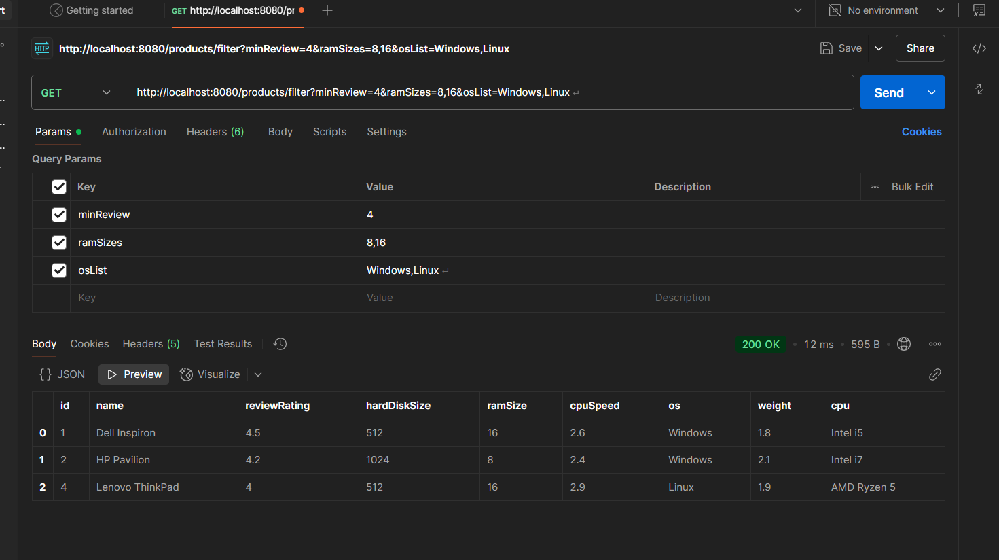 rt
Getting started
GET http://localhost:8080/pr
No environment
HTTP http://localhost:8080/products/filter?minReview=4&ramSizes=8,16&osList=Windows,Linux
Save
Share
GET
http://localhost:8080/products/filter?minReview=4&ramSizes=8,16&osList=Windows,Linux
Send
Params Authorization Headers (6) Body Scripts Settings
Cookies
Query Params
Key Value Description Bulk Edit
minReview 4
ramSizes 8,16
osList Windows,Linux
Key Value Description
Body Cookies Headers (5) Test Results
200 OK • 12 ms • 595 B
{} JSON Preview Visualize
id name reviewRating hardDiskSize ramSize cpuSpeed os weight cpu
0 1 Dell Inspiron 4.5 512 16 2.6 Windows 1.8 Intel i5
1 2 HP Pavilion 4.2 1024 8 2.4 Windows 2.1 Intel i7
2 4 Lenovo ThinkPad 4 512 16 2.9 Linux 1.9 AMD Ryzen 5